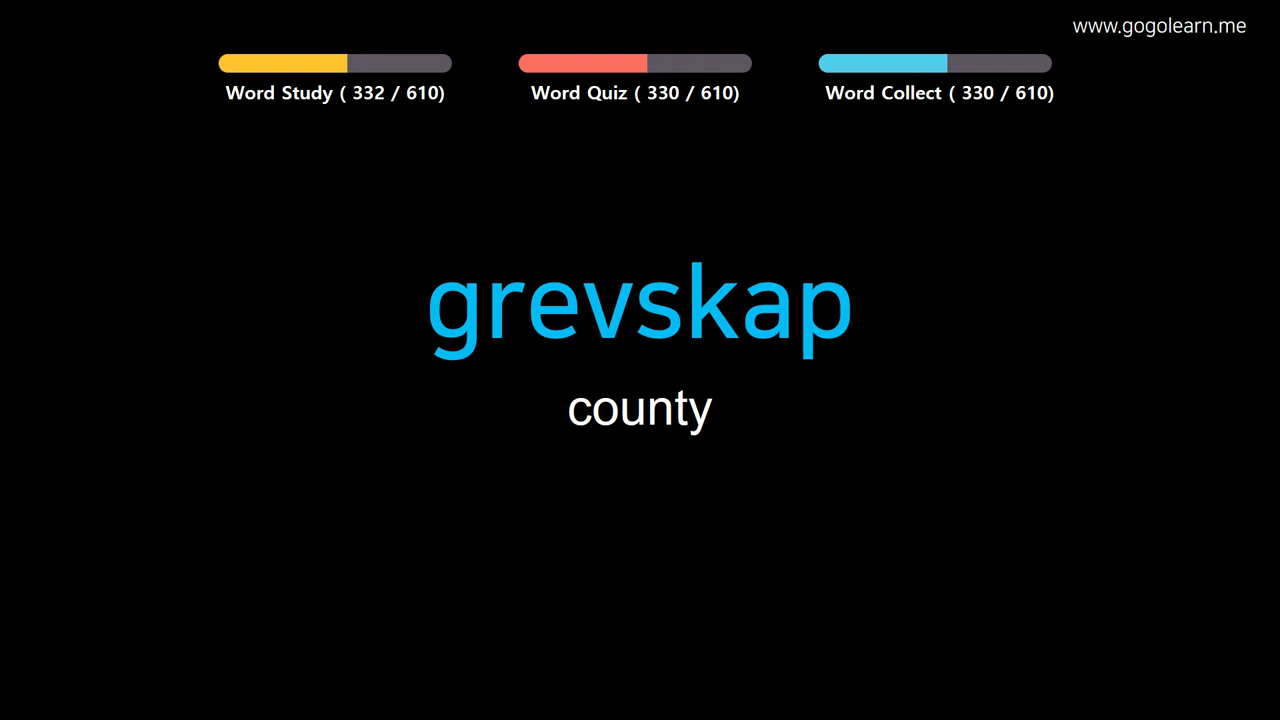 www.gogolearn.me
Word Study ( 332 / 610)
Word Quiz ( 330 / 610)
Word Collect ( 330 / 610)
grevskap
county